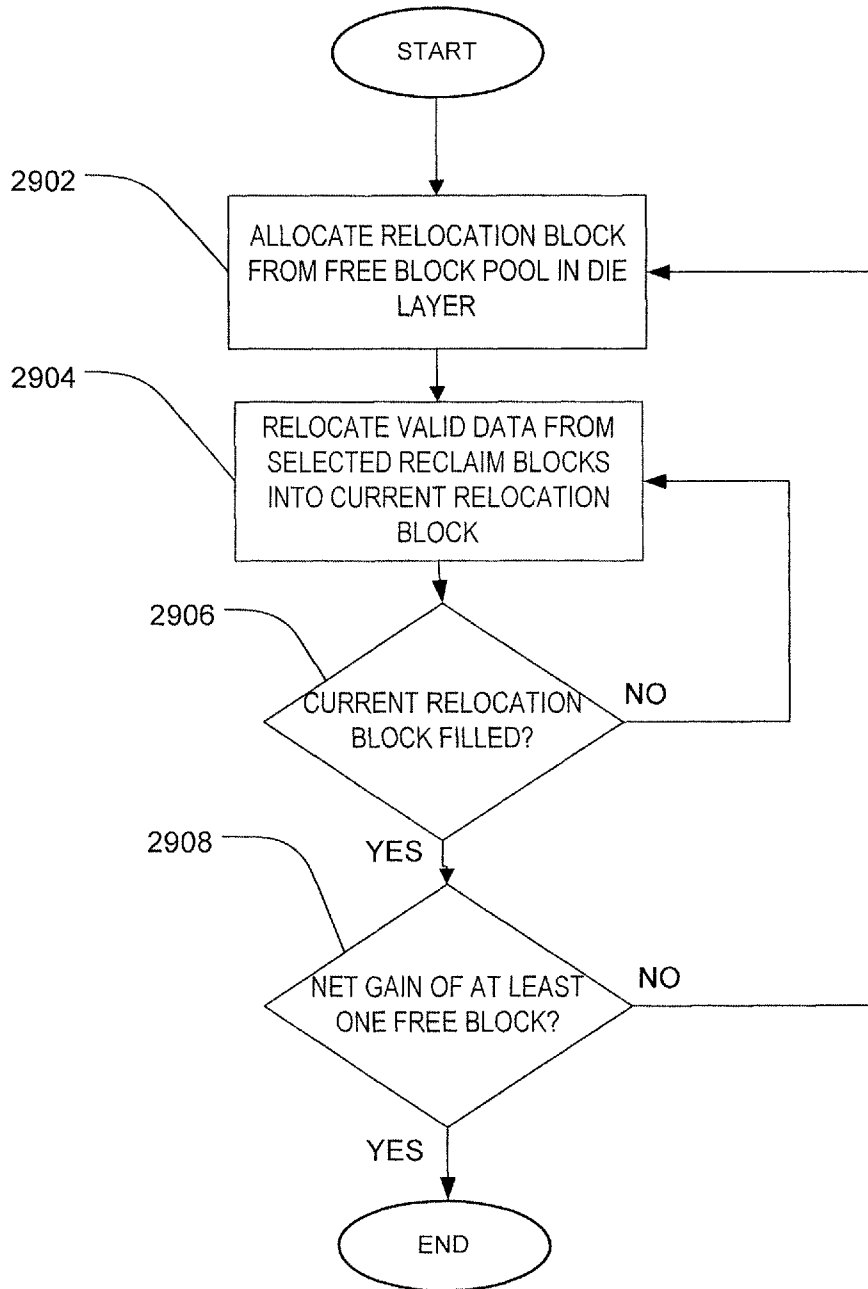 START
2902
ALLOCATE RELOCATION BLOCK
FROM FREE BLOCK POOL IN DIE
LAYER
2904
RELOCATE VALID DATA FROM
SELECTED RECLAIM BLOCKS
INTO CURRENT RELOCATION
BLOCK
2906
CURRENT RELOCATION
BLOCK FILLED?
NO
YES
2908
NET GAIN OF AT LEAST
ONE FREE BLOCK?
NO
YES
END